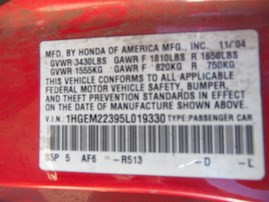 MFD. BY HONDA OF AMERICA MFG., INC. 11/04
GVWR 3430LBS GAWR F 1810LBS R 1650LBS
GVWR 1555KG GAWR F 820KG R 750KG
THIS VEHICLE CONFORMS TO ALL APPLICABLE
FEDERAL MOTOR VEHICLE SAFETY, BUMPER,
AND THEFT PREVENTION STANDARDS IN EFFECT
ON THE DATE OF MANUFACTURE SHOWN ABOVE.
V.I.N.: 1HGEM22395L019330 TYPE: PASSENGER CAR
5 AF6 -R513 -D -L